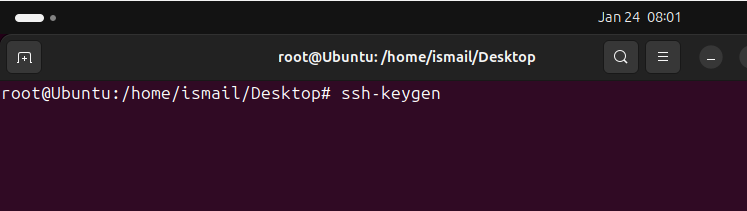 Jan 24 08:01
root@Ubuntu: /home/ismail/Desktop
root@Ubuntu:/home/ismail/Desktop# ssh-keygen